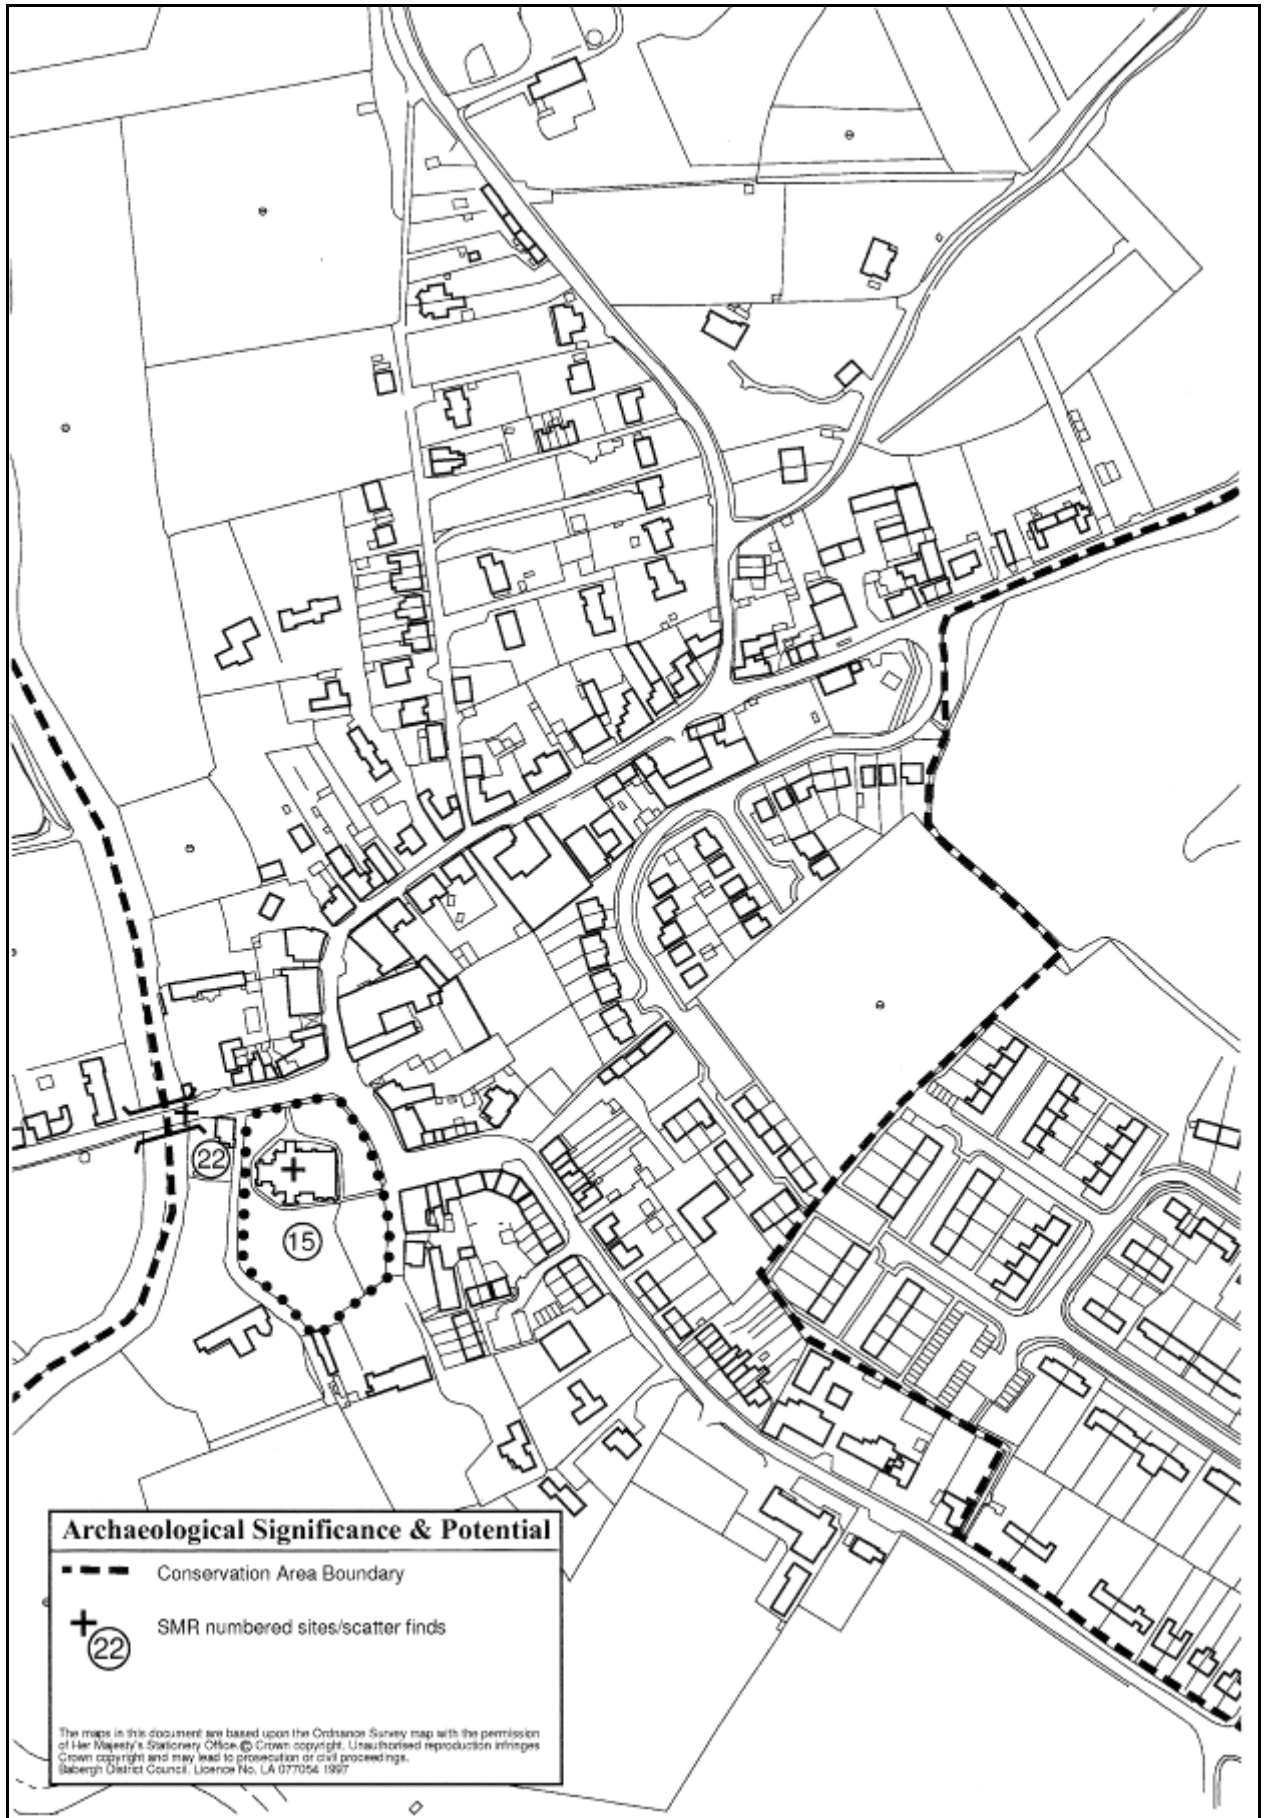 22
15
Archaeological Significance & Potential
Conservation Area Boundary
SMR numbered sites/scatter finds
22
The maps in this document are based upon the Ordnance Survey map with the permission
of Her Majesty's Stationery Office.© Crown copyright. Unauthorised reproduction infringes
Crown copyright and may lead to prosecution or civil proceedings.
Babergh District Council. Licence No. LA 077054 1997